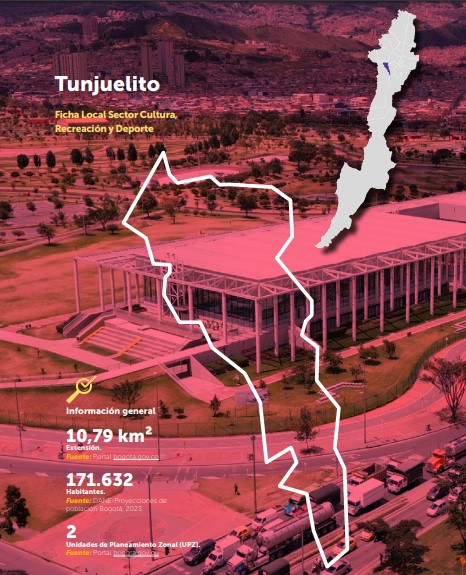 Tunjuelito
Ficha Local Sector Cultura,
Recreación y Deporte
Información general
10,79 km²
Extensión.
Fuente: Portal bogota.gov.co
171.632
Habitantes.
Fuente: DANE-Proyecciones de
población Bogotá, 2023.
2
Unidades de Planeamiento Zonal (UPZ).
Fuente: Portal bogota.gov.co